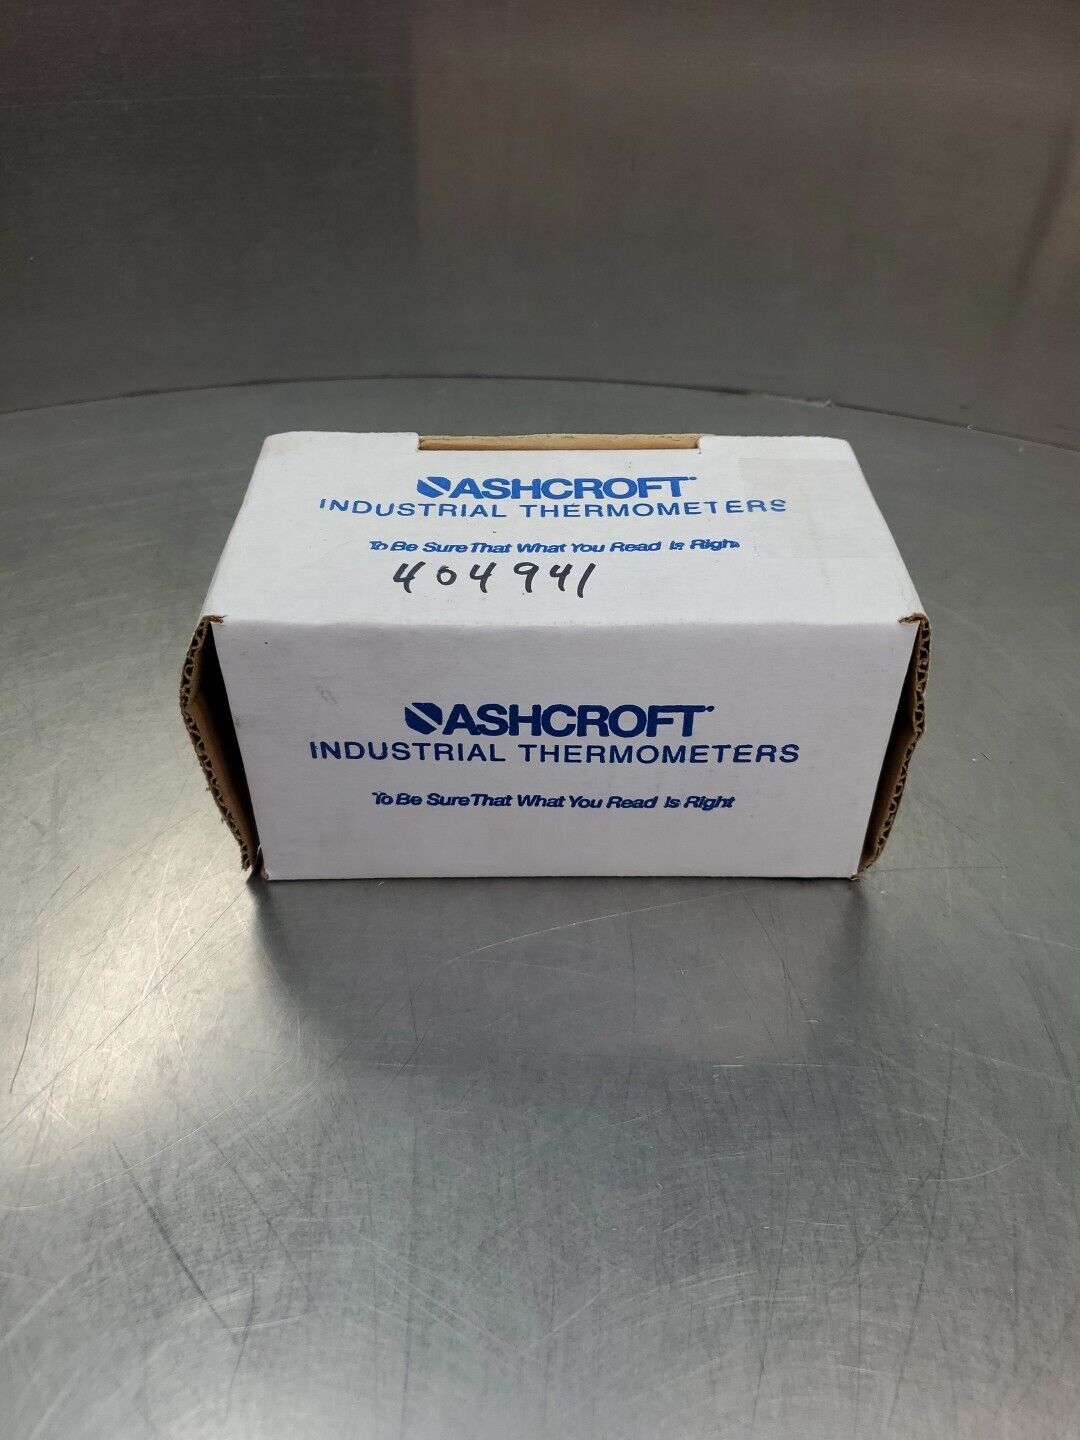 ASHCROFT
INDUSTRIAL THERMOMETERS
To Be Sure That What You Read Is Right
404941
ASHCROFT
INDUSTRIAL THERMOMETERS
To Be Sure That What You Read Is Right